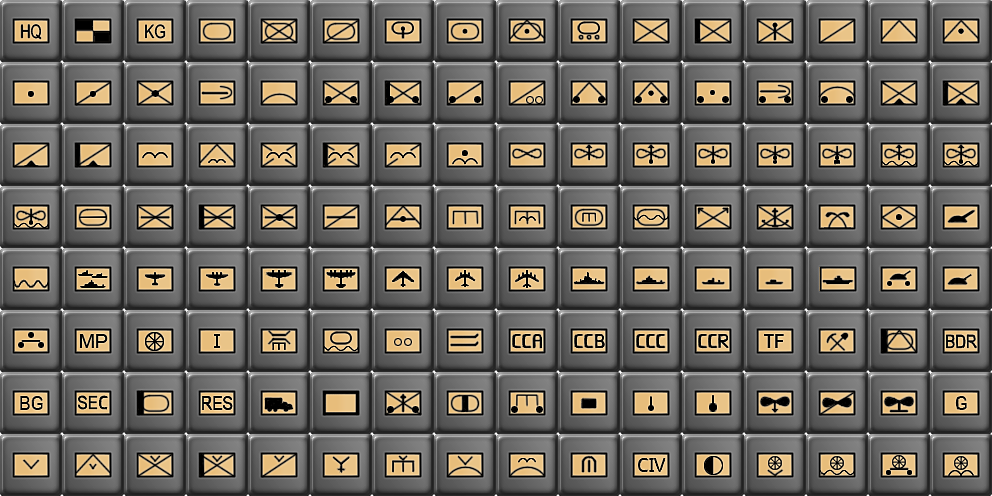 HQ KG
MP I CCA CCB CCC CCR TF BDR
BG SEC RES G
CIV